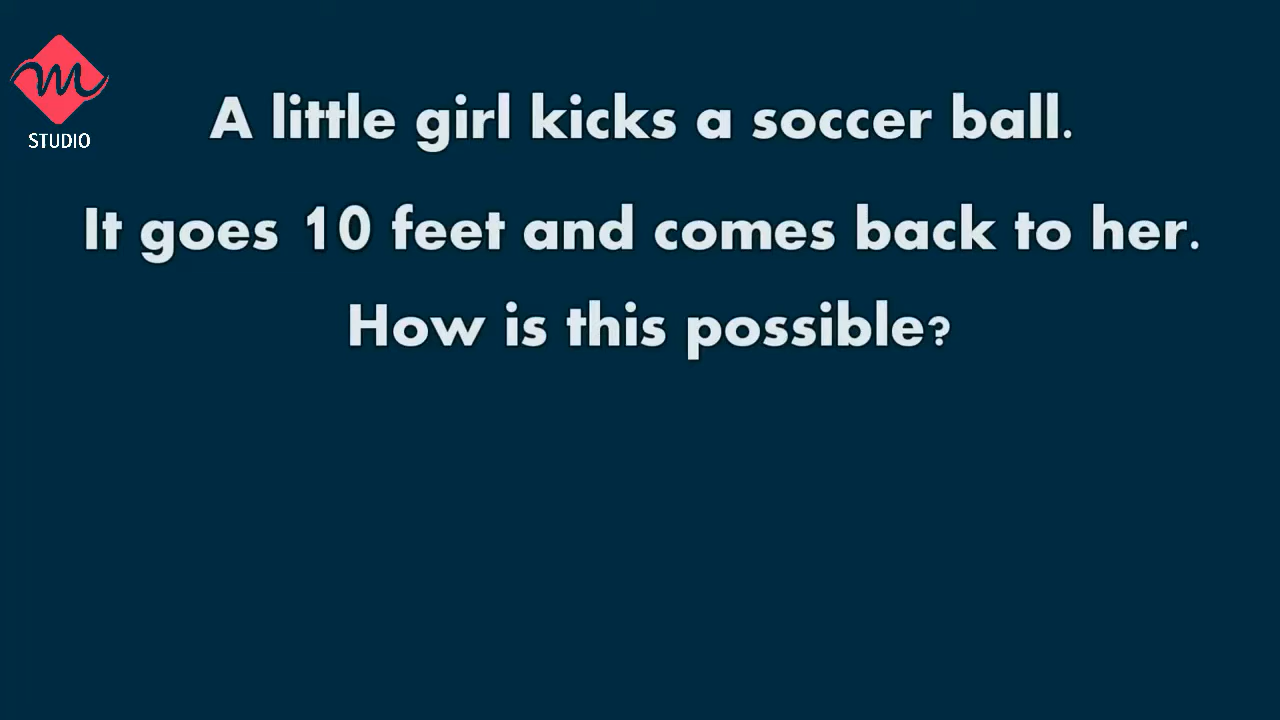 m
STUDIO
A little girl kicks a soccer ball.
It goes 10 feet and comes back to her.
How is this possible?